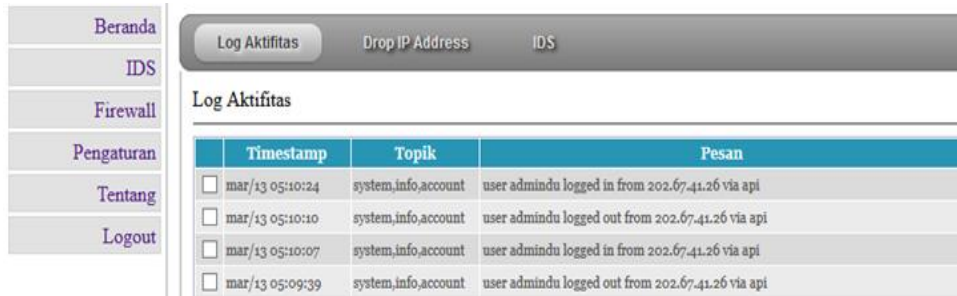 Beranda
IDS
Firewall
Pengaturan
Tentang
Logout
Log Aktifitas Drop IP Address IDS
Log Aktifitas
Timestamp Topik Pesan
mar/13 05:10:24 system,info,account user admindu logged in from 202.67.41.26 via api
mar/13 05:10:10 system,info,account user admindu logged out from 202.67.41.26 via api
mar/13 05:10:07 system,info,account user admindu logged in from 202.67.41.26 via api
mar/13 05:09:39 system,info,account user admindu logged out from 202.67.41.26 via api